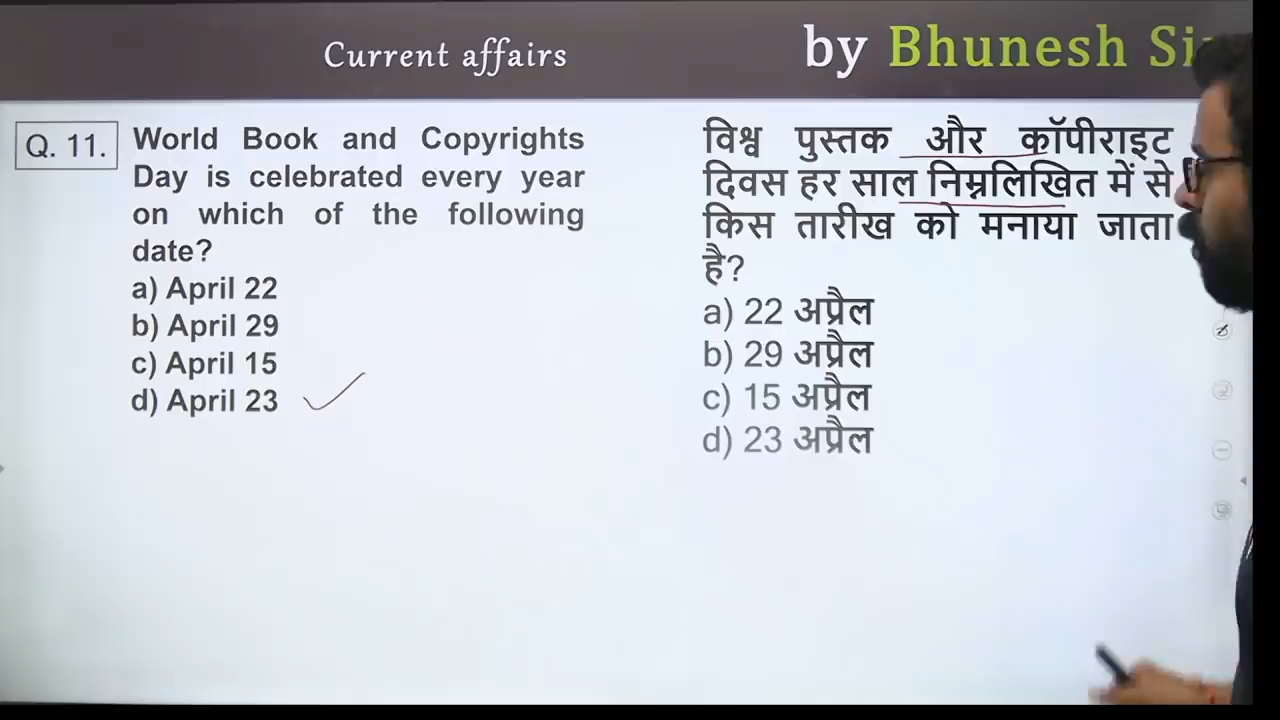 Current affairs
by Bhunesh
Q. 11.
World Book and Copyrights
Day is celebrated every year
on which of the following
date?
a) April 22
b) April 29
c) April 15
d) April 23
विश्व पुस्तक और कॉपीराइट
दिवस हर साल निम्नलिखित में से
किस तारीख को मनाया जाता
है?
a) 22 अप्रैल
b) 29 अप्रैल
c) 15 अप्रैल
d) 23 अप्रैल